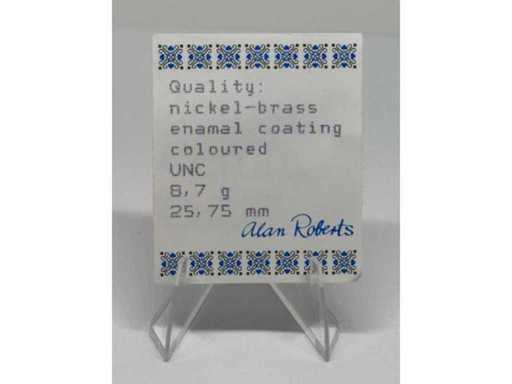 Quality:
nickel-brass
enamal coating
coloured
UNC
8,7 g
25,75 mm
Alan Roberts